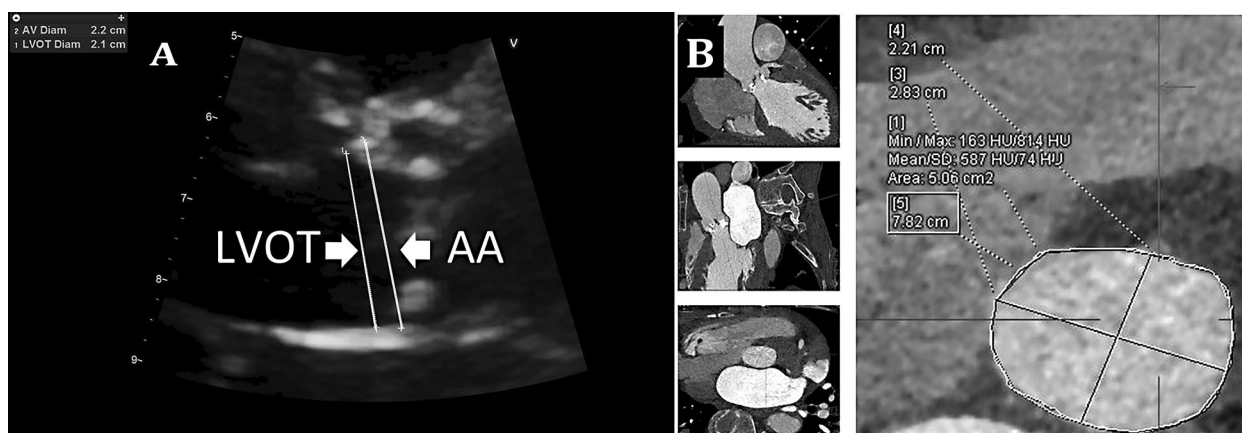 2 AV Diam 2.2 cm
1 LVOT Diam 2.1 cm
A
5
V
6
7
LVOT
AA
8
9
B
[4]
2.21 cm
[3]
2.83 cm
[1]
Min / Max: 163 HU/814 HU
Mean/SD: 587 HU/74 HU
Area: 5.06 cm2
[5]
7.82 cm